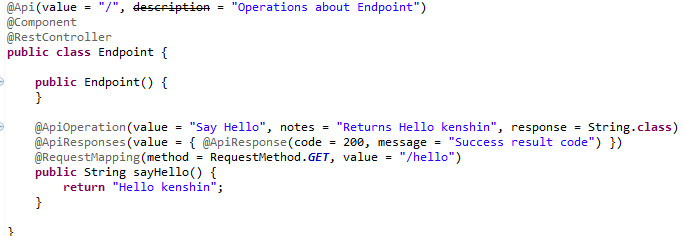 @Api(value = "/", description = "Operations about Endpoint")
@Component
@RestController
public class Endpoint {
public Endpoint() {
}
@ApiOperation(value = "Say Hello", notes = "Returns Hello kenshin", response = String.class)
@ApiResponses(value = { @ApiResponse(code = 200, message = "Success result code") })
@RequestMapping(method = RequestMethod.GET, value = "/hello")
public String sayHello() {
return "Hello kenshin";
}
}